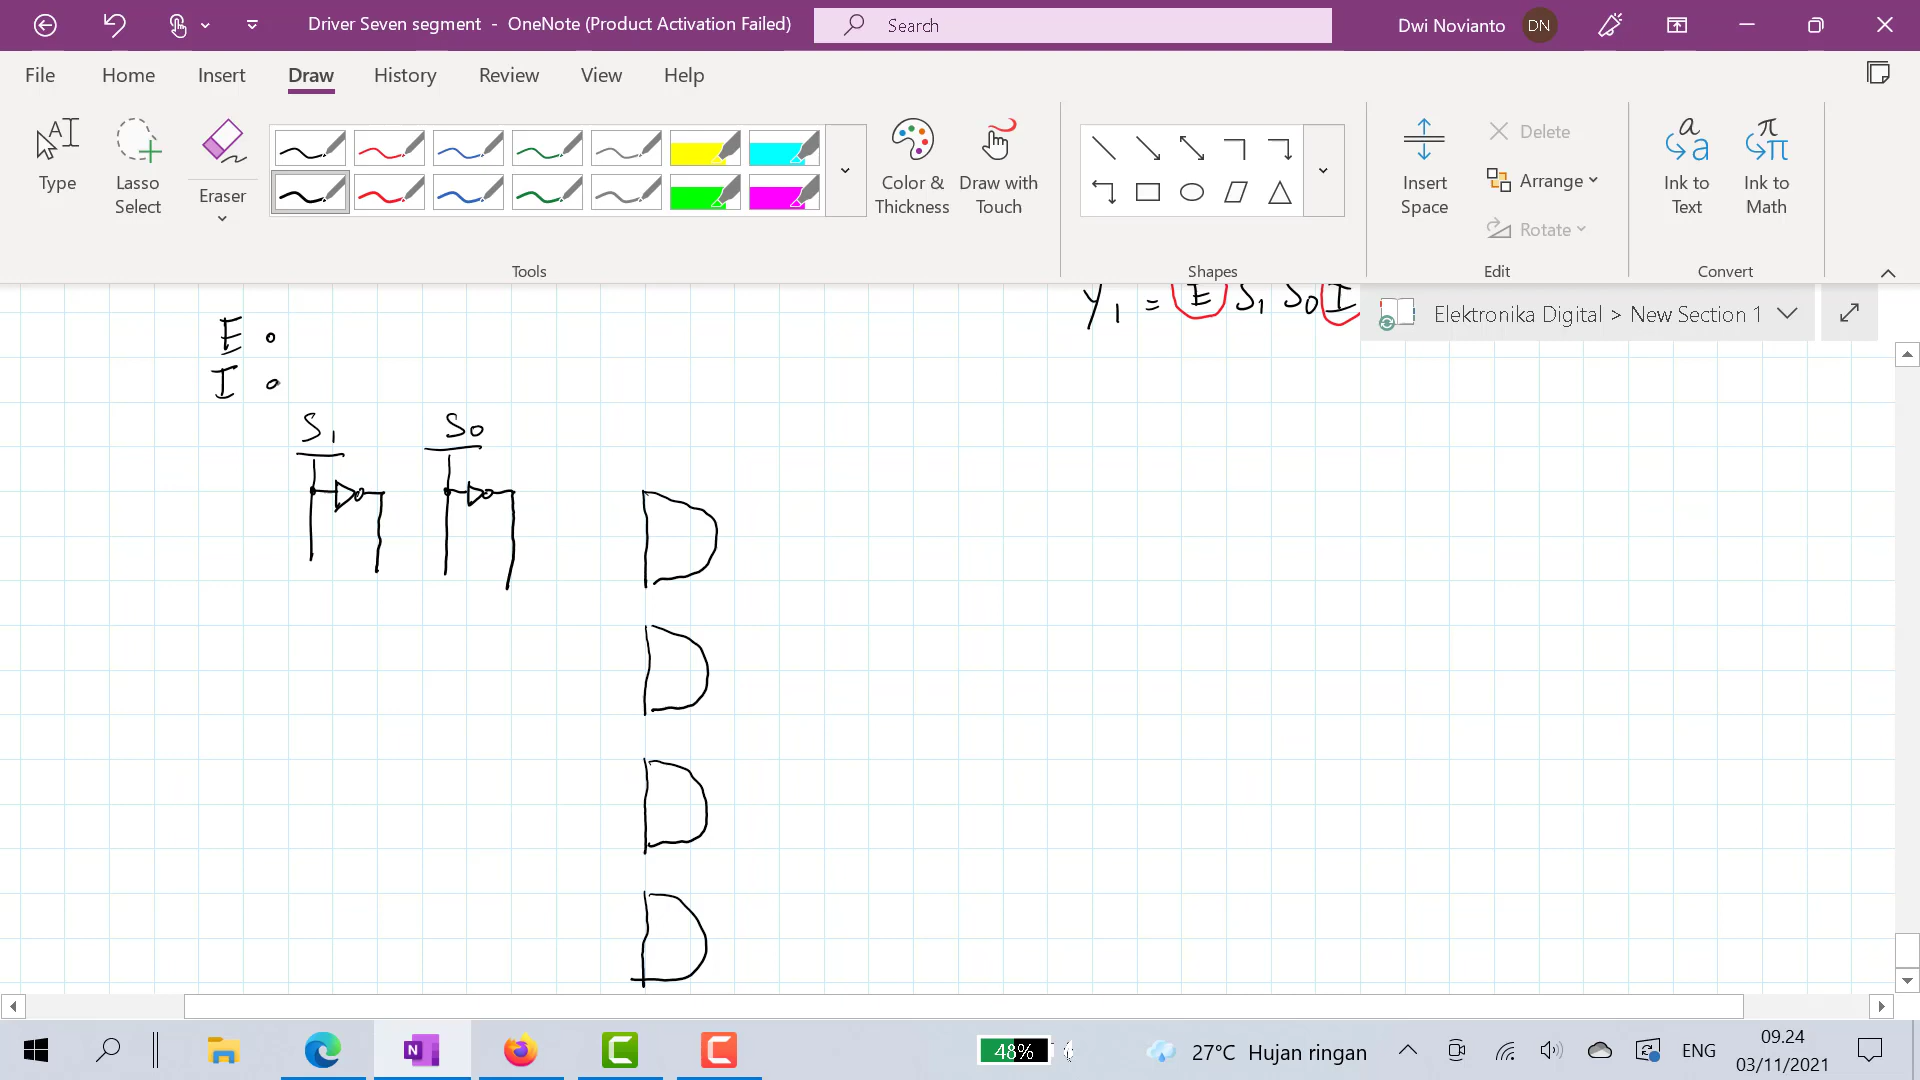 Driver Seven segment - OneNote (Product Activation Failed)
Search
Dwi Novianto
DN
File Home Insert Draw History Review View Help
Type
Lasso Select
Eraser
Color & Thickness
Draw with Touch
Insert Space
Delete
Arrange
Rotate
Ink to Text
Ink to Math
Tools
Shapes
Edit
Convert
Elektronika Digital > New Section 1
Y1 = E S1 S0 I
E
I
S1 S0
48%
27°C Hujan ringan
ENG
09.24
03/11/2021